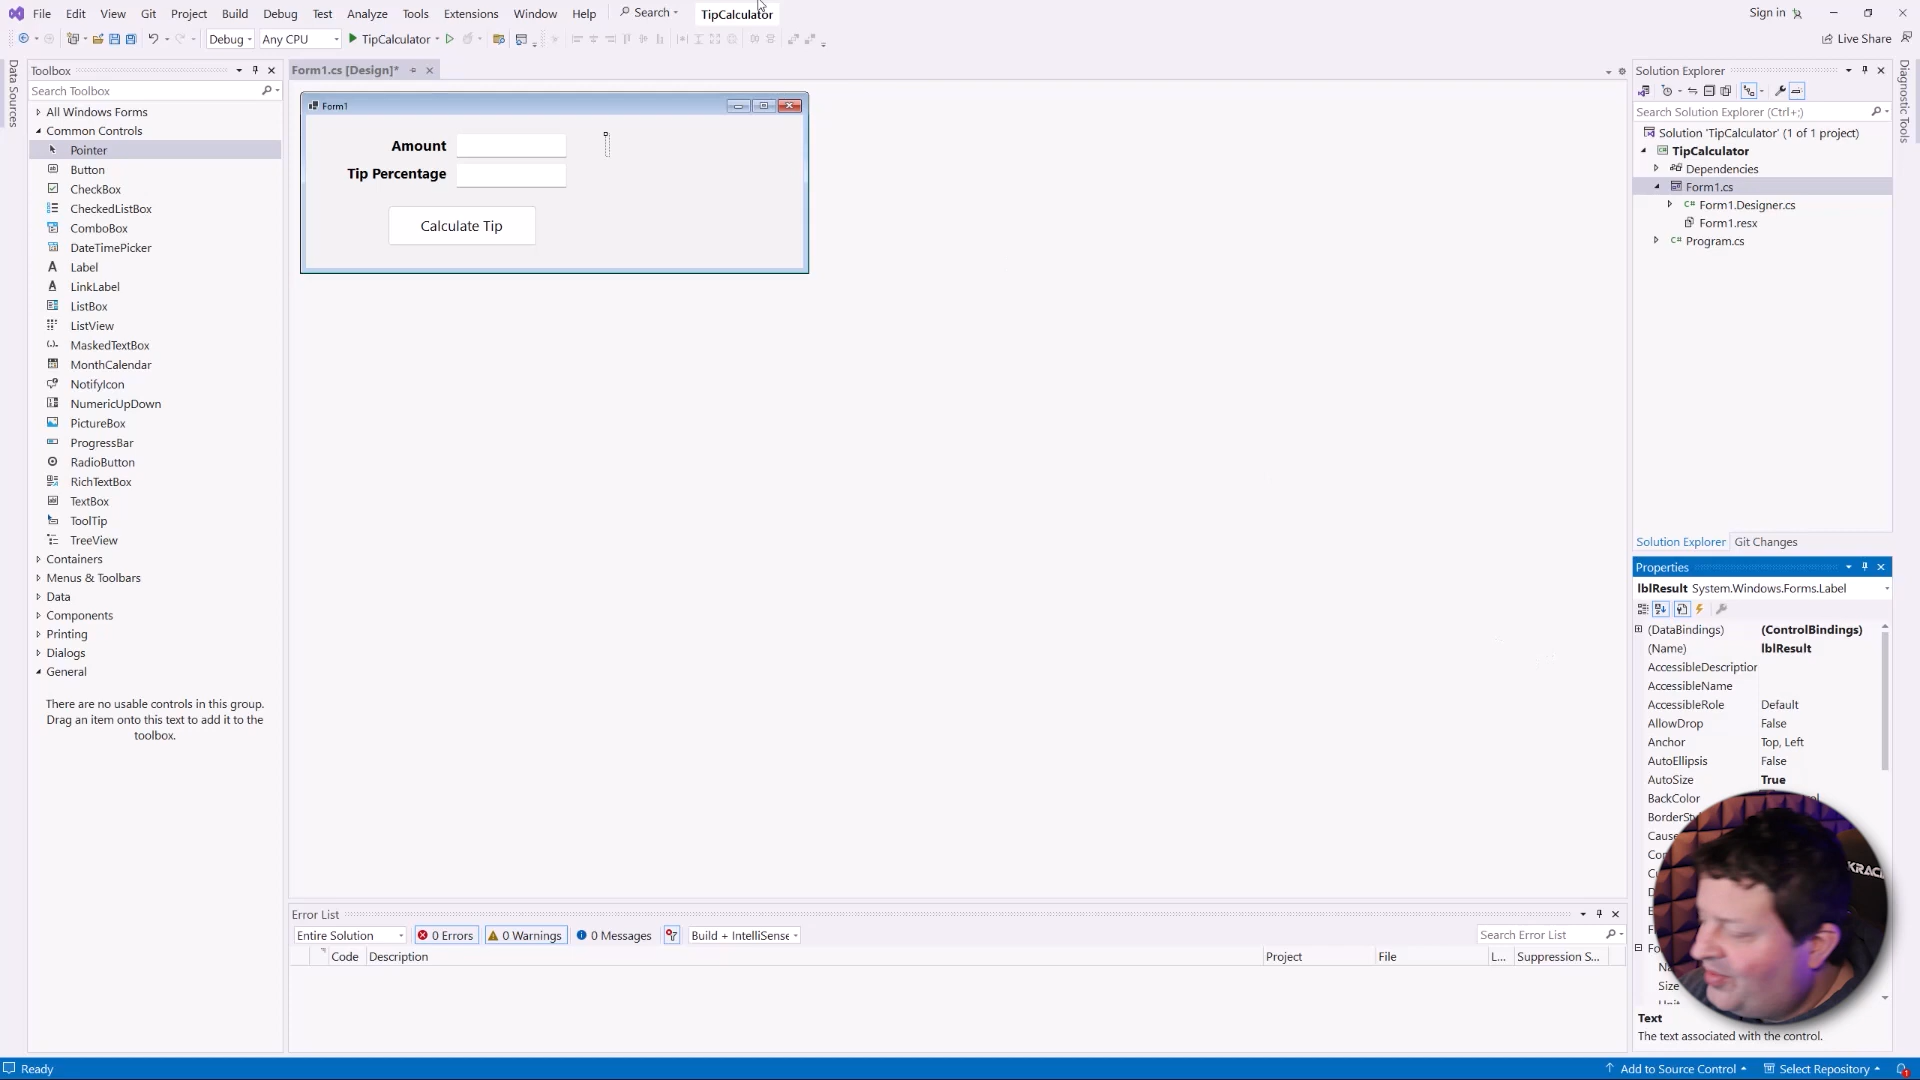 File Edit View Git Project Build Debug Test Analyze Tools Extensions Window Help Search TipCalculator Sign in
Debug Any CPU TipCalculator Live Share
Data Sources
Toolbox
Search Toolbox
All Windows Forms
Common Controls
Pointer
Button
CheckBox
CheckedListBox
ComboBox
DateTimePicker
Label
LinkLabel
ListBox
ListView
MaskedTextBox
MonthCalendar
NotifyIcon
NumericUpDown
PictureBox
ProgressBar
RadioButton
RichTextBox
TextBox
ToolTip
TreeView
Containers
Menus & Toolbars
Data
Components
Printing
Dialogs
General
There are no usable controls in this group.
Drag an item onto this text to add it to the
toolbox.
Form1.cs [Design]*
Form1
Amount
Tip Percentage
Calculate Tip
Error List
Entire Solution 0 Errors 0 Warnings 0 Messages Build + IntelliSense Search Error List
Code Description Project File L... Suppression S...
Solution Explorer
Search Solution Explorer (Ctrl+;)
Solution 'TipCalculator' (1 of 1 project)
TipCalculator
Dependencies
Form1.cs
Form1.Designer.cs
Form1.resx
Program.cs
Solution Explorer Git Changes
Properties
lblResult System.Windows.Forms.Label
(DataBindings) (ControlBindings)
(Name) lblResult
AccessibleDescription
AccessibleName
AccessibleRole Default
AllowDrop False
Anchor Top, Left
AutoEllipsis False
AutoSize True
BackColor
Size
Text
The text associated with the control.
Diagnostic Tools
Ready Add to Source Control Select Repository 1